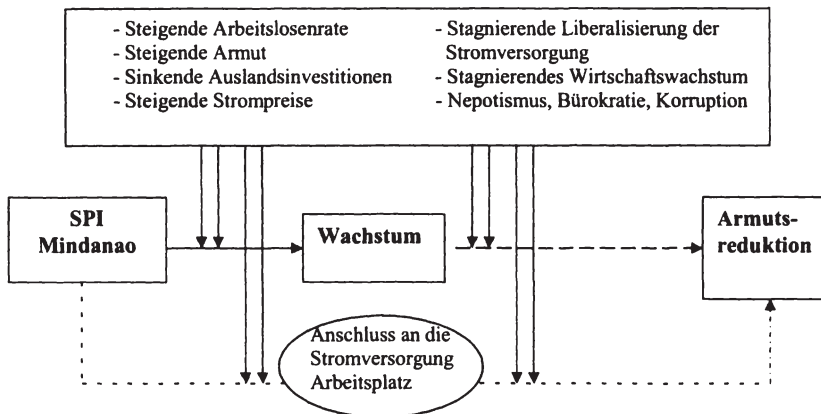 - Steigende Arbeitslosenrate
- Steigende Armut
- Sinkende Auslandsinvestitionen
- Steigende Strompreise
- Stagnierende Liberalisierung der
Stromversorgung
- Stagnierendes Wirtschaftswachstum
- Nepotismus, Bürokratie, Korruption
SPI
Mindanao
Wachstum
Armuts-
reduktion
Anschluss an die
Stromversorgung
Arbeitsplatz